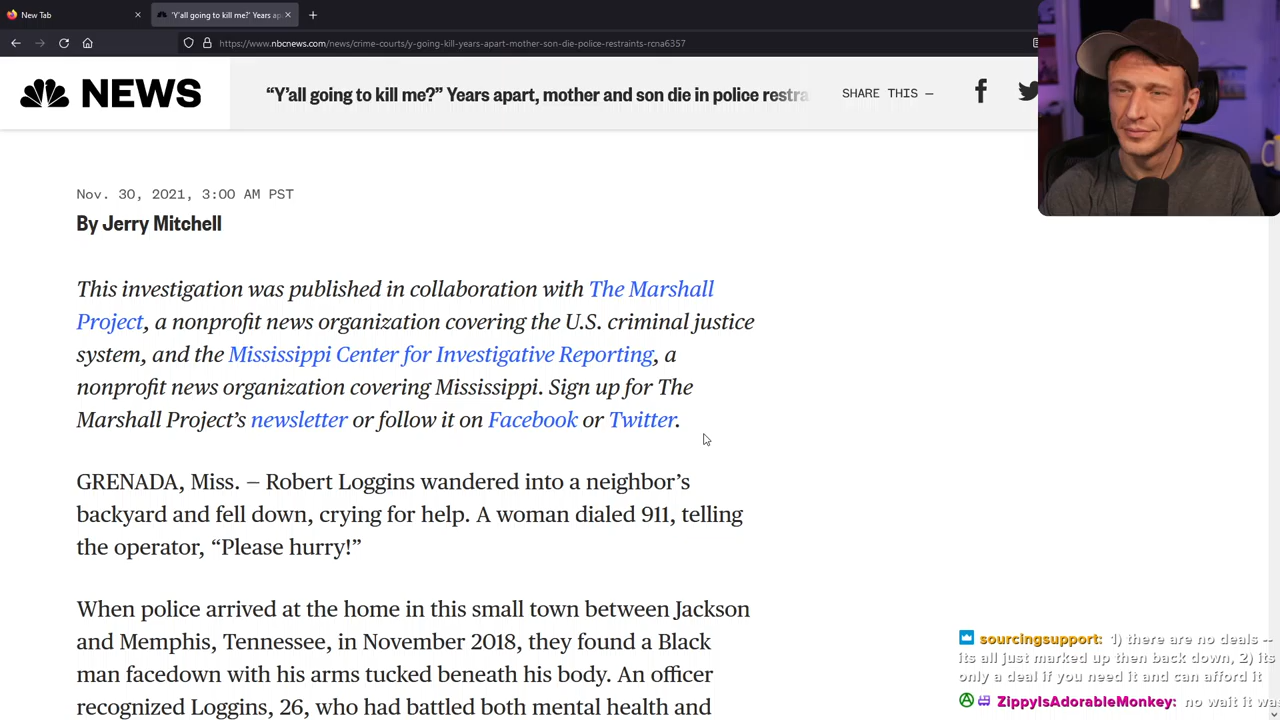 New Tab
'Y'all going to kill me?' Years ap
https://www.nbcnews.com/news/crime-courts/y-going-kill-years-apart-mother-son-die-police-restraints-rcna6357
NEWS
“Y’all going to kill me?” Years apart, mother and son die in police restra
SHARE THIS —
Nov. 30, 2021, 3:00 AM PST
By Jerry Mitchell
This investigation was published in collaboration with The Marshall
Project, a nonprofit news organization covering the U.S. criminal justice
system, and the Mississippi Center for Investigative Reporting, a
nonprofit news organization covering Mississippi. Sign up for The
Marshall Project’s newsletter or follow it on Facebook or Twitter.
GRENADA, Miss. — Robert Loggins wandered into a neighbor’s
backyard and fell down, crying for help. A woman dialed 911, telling
the operator, “Please hurry!”
When police arrived at the home in this small town between Jackson
and Memphis, Tennessee, in November 2018, they found a Black
man facedown with his arms tucked beneath his body. An officer
recognized Loggins, 26, who had battled both mental health and
sourcingsupport: 1) there are no deals --
its all just marked up then back down, 2) its
only a deal if you need it and can afford it
ZippyIsAdorableMonkey: no wait it was